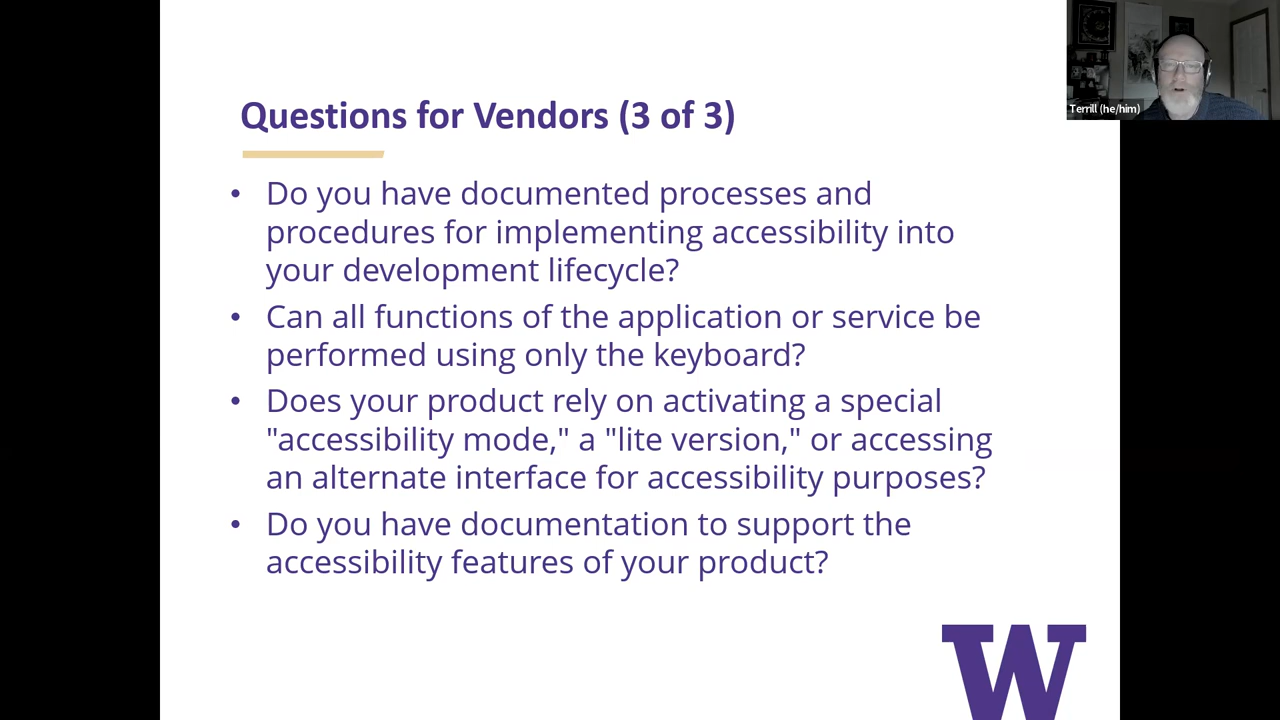 Questions for Vendors (3 of 3)
• Do you have documented processes and
procedures for implementing accessibility into
your development lifecycle?
• Can all functions of the application or service be
performed using only the keyboard?
• Does your product rely on activating a special
"accessibility mode," a "lite version," or accessing
an alternate interface for accessibility purposes?
• Do you have documentation to support the
accessibility features of your product?
W
Terrill (he/him)